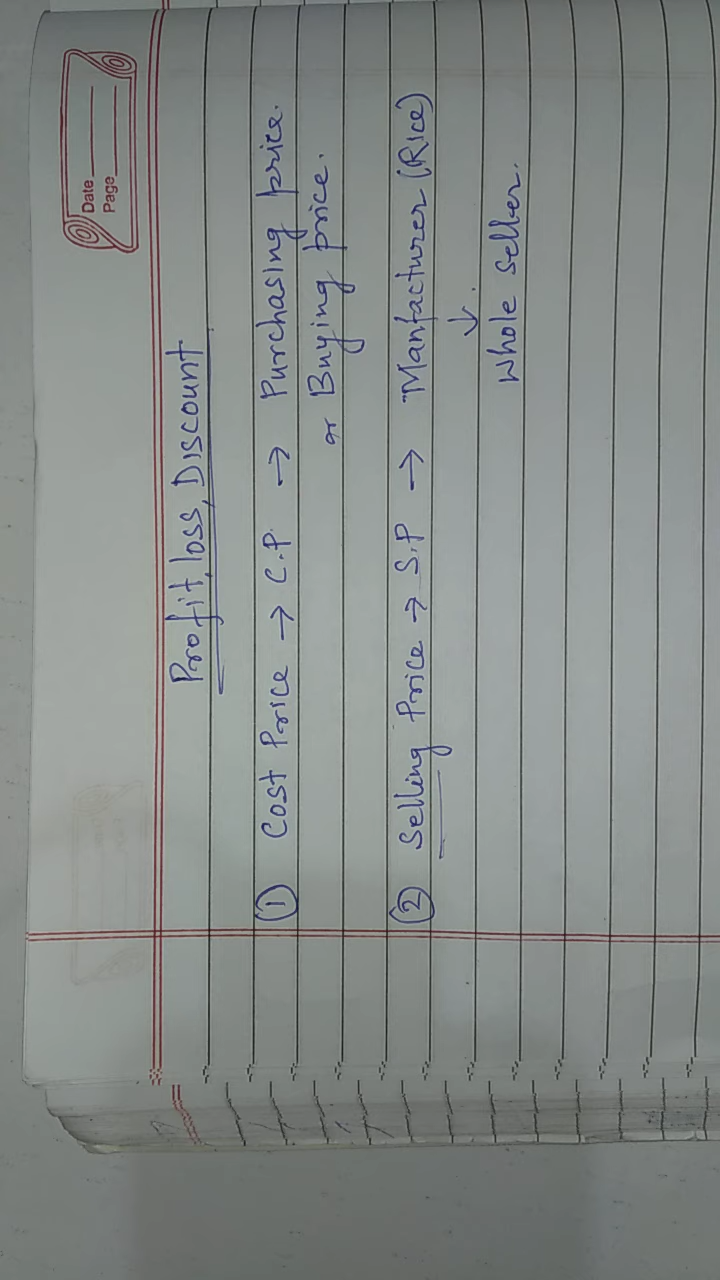 Date
Page
Profit, loss, Discount
① Cost Price → C.P. → Purchasing price.
or Buying price.
② Selling Price → S.P → Manfacturer (Rice)
↓
Whole seller.